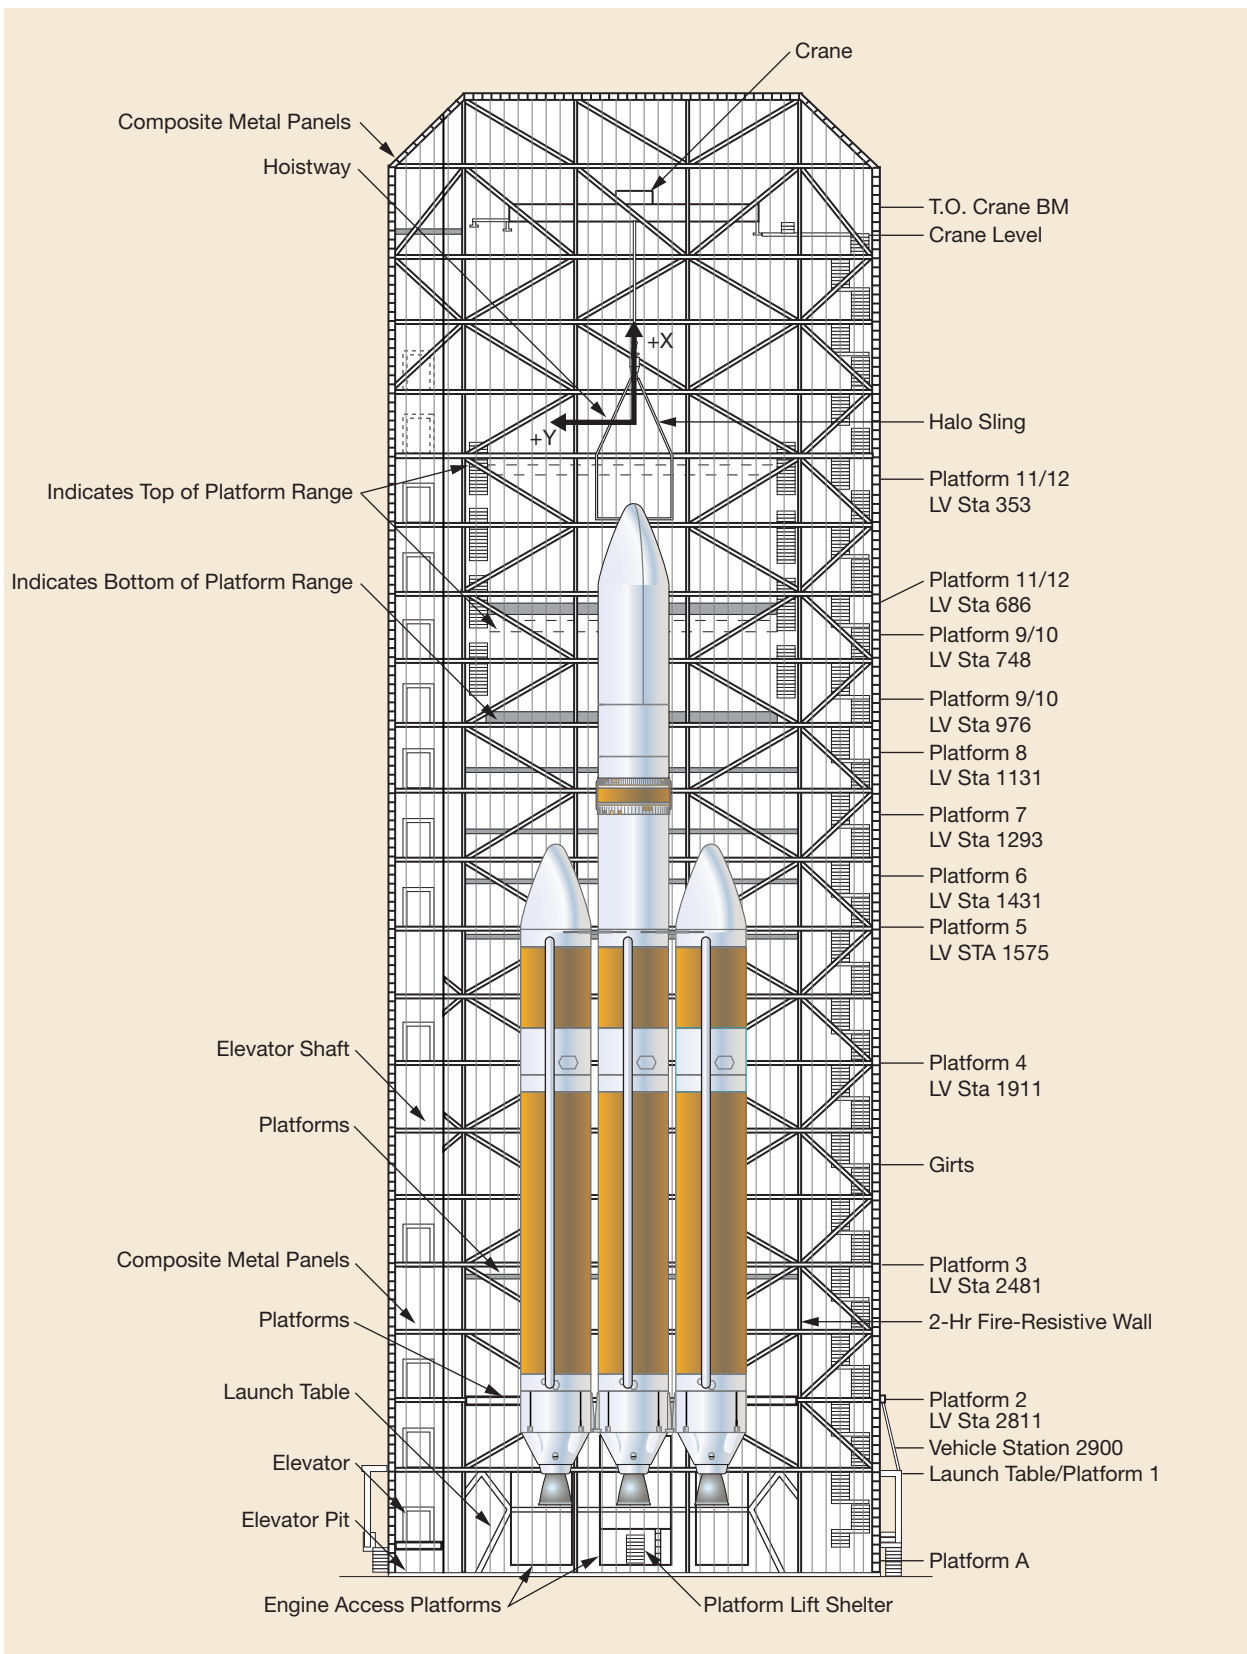 Crane
Composite Metal Panels
Hoistway
T.O. Crane BM
Crane Level
+X
+Y
Halo Sling
Platform 11/12
LV Sta 353
Indicates Top of Platform Range
Indicates Bottom of Platform Range
Platform 11/12
LV Sta 686
Platform 9/10
LV Sta 748
Platform 9/10
LV Sta 976
Platform 8
LV Sta 1131
Platform 7
LV Sta 1293
Platform 6
LV Sta 1431
Platform 5
LV STA 1575
Elevator Shaft
Platform 4
LV Sta 1911
Platforms
Girts
Composite Metal Panels
Platform 3
LV Sta 2481
Platforms
2-Hr Fire-Resistive Wall
Launch Table
Platform 2
LV Sta 2811
Vehicle Station 2900
Elevator
Launch Table/Platform 1
Elevator Pit
Platform A
Engine Access Platforms
Platform Lift Shelter